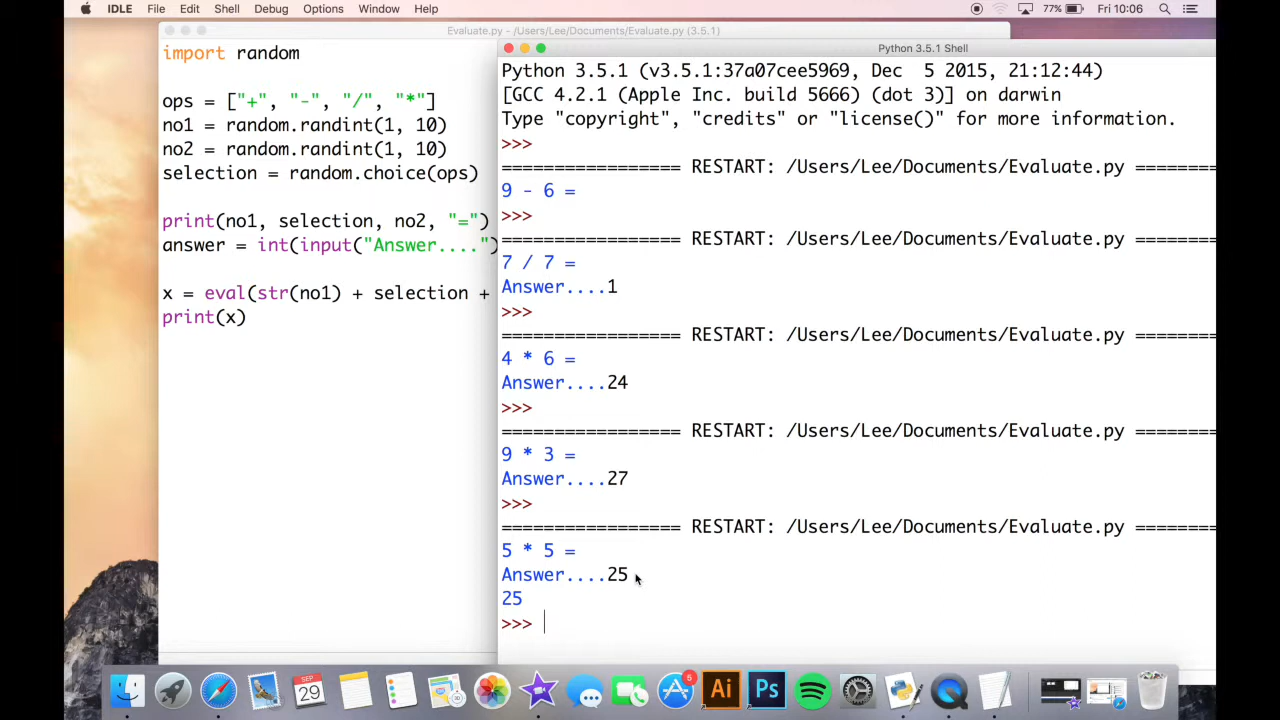 IDLE File Edit Shell Debug Options Window Help 77% Fri 10:06
Evaluate.py - /Users/Lee/Documents/Evaluate.py (3.5.1)
import random
ops = ["+", "-", "/", "*"]
no1 = random.randint(1, 10)
no2 = random.randint(1, 10)
selection = random.choice(ops)
print(no1, selection, no2, "=")
answer = int(input("Answer....")
x = eval(str(no1) + selection +
print(x)
Python 3.5.1 Shell
Python 3.5.1 (v3.5.1:37a07cee5969, Dec  5 2015, 21:12:44)
[GCC 4.2.1 (Apple Inc. build 5666) (dot 3)] on darwin
Type "copyright", "credits" or "license()" for more information.
>>>
================= RESTART: /Users/Lee/Documents/Evaluate.py ========
9 - 6 =
>>>
================= RESTART: /Users/Lee/Documents/Evaluate.py ========
7 / 7 =
Answer....1
>>>
================= RESTART: /Users/Lee/Documents/Evaluate.py ========
4 * 6 =
Answer....24
>>>
================= RESTART: /Users/Lee/Documents/Evaluate.py ========
9 * 3 =
Answer....27
>>>
================= RESTART: /Users/Lee/Documents/Evaluate.py ========
5 * 5 =
Answer....25
25
>>>
SEP
29
6
Ai
Ps